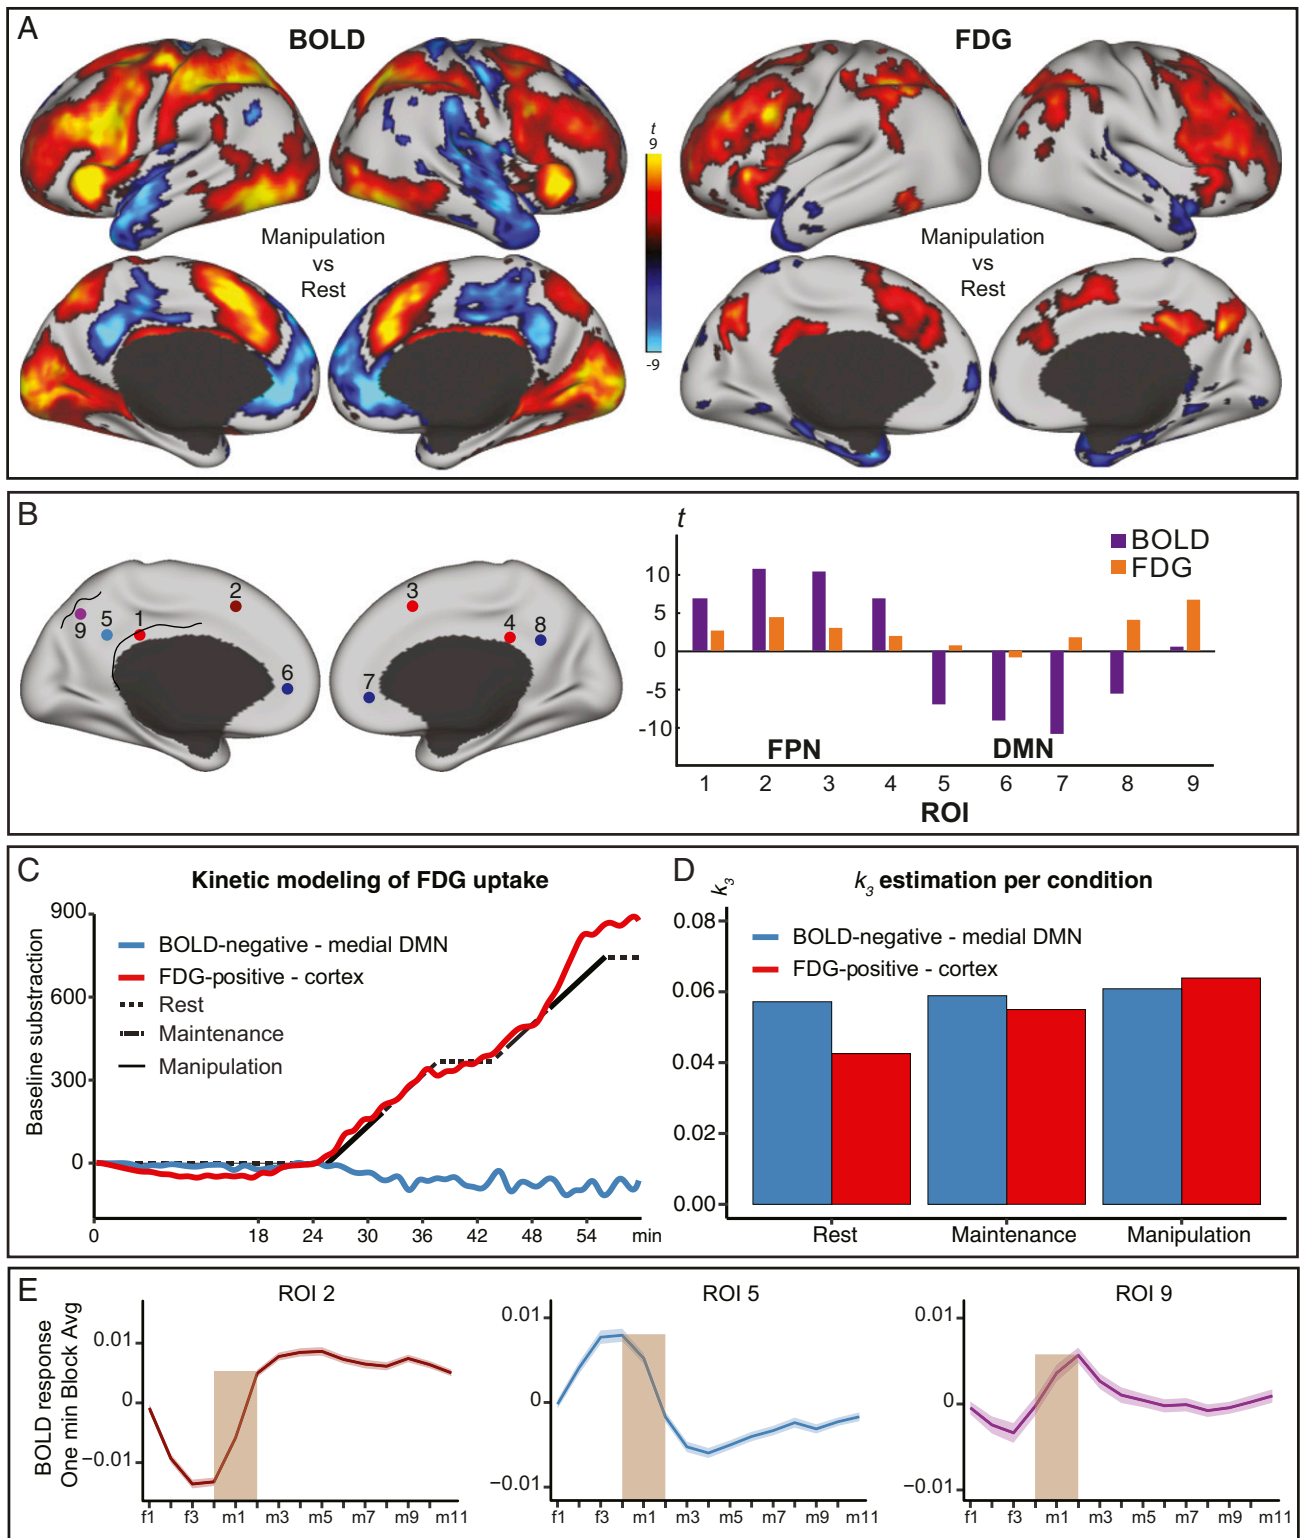 A
BOLD
FDG
t
9
-9
Manipulation
vs
Rest
Manipulation
vs
Rest
B
1
2
3
4
5
6
7
8
9
t
BOLD
FDG
10
5
0
-5
-10
FPN
DMN
1 2 3 4 5 6 7 8 9
ROI
C
Kinetic modeling of FDG uptake
Baseline substraction
900
600
300
0
BOLD-negative - medial DMN
FDG-positive - cortex
Rest
Maintenance
Manipulation
0 18 24 30 36 42 48 54 min
D
k3 estimation per condition
k3
0.08
0.06
0.04
0.02
0.00
BOLD-negative - medial DMN
FDG-positive - cortex
Rest Maintenance Manipulation
E
BOLD response
One min Block Avg
ROI 2
0.01
0
−0.01
f1 f3 m1 m3 m5 m7 m9 m11
ROI 5
0.01
0
−0.01
f1 f3 m1 m3 m5 m7 m9 m11
ROI 9
0.01
0
−0.01
f1 f3 m1 m3 m5 m7 m9 m11